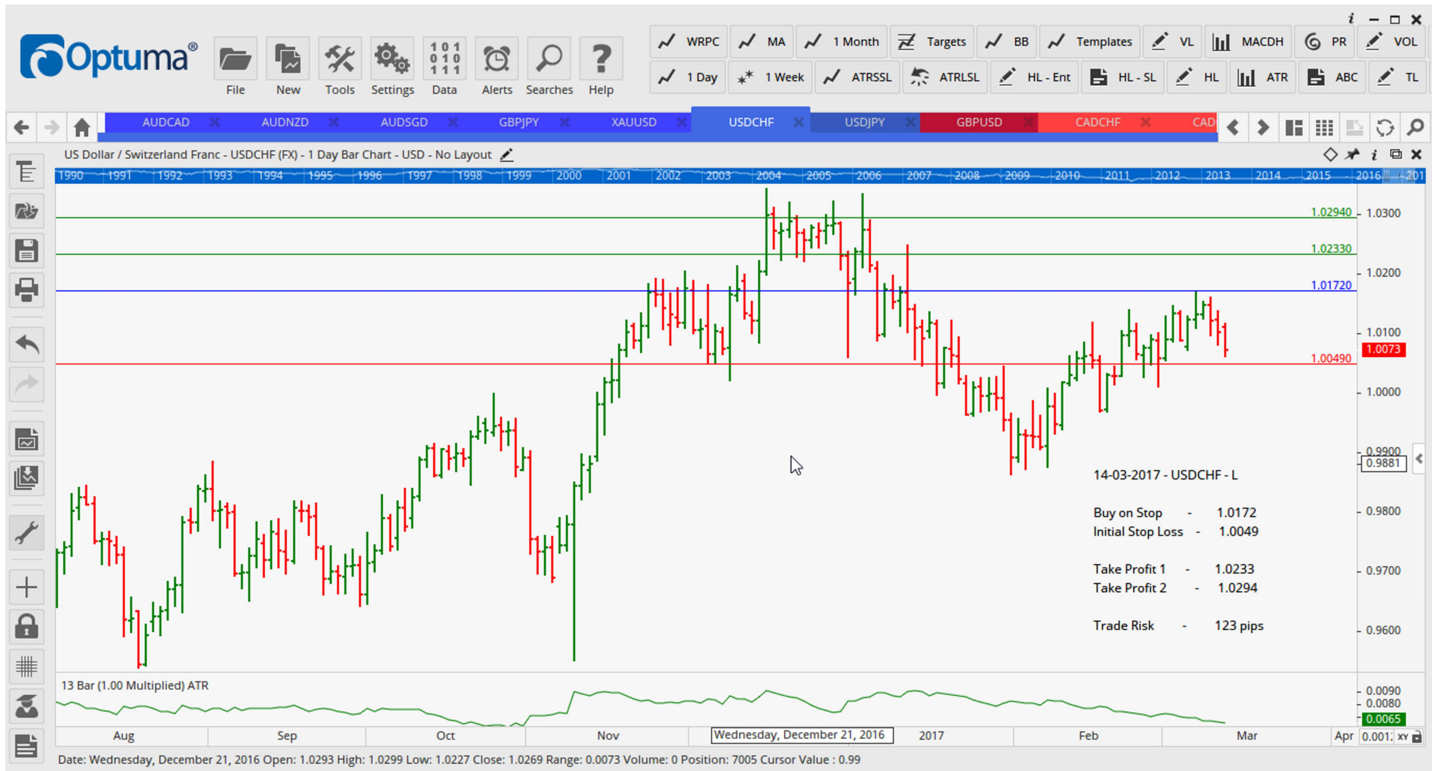 Optuma®
File New Tools Settings Data Alerts Searches Help
WRPC MA 1 Month Targets BB Templates VL MACDH PR VOL
1 Day 1 Week ATRSSL ATRLSL HL - Ent HL - SL HL ATR ABC TL
AUDCAD AUDNZD AUDSGD GBPJPY XAUUSD USDCHF USDJPY GBPUSD CADCHF CAD
US Dollar / Switzerland Franc - USDCHF (FX) - 1 Day Bar Chart - USD - No Layout
1990 1991 1992 1993 1994 1995 1996 1997 1998 1999 2000 2001 2002 2003 2004 2005 2006 2007 2008 2009 2010 2011 2012 2013 2014 2015 2016 201
1.02940
1.0300
1.02330
1.0200
1.01720
1.0100
1.0073
1.00490
1.0000
0.9900
0.9881
14-03-2017 - USDCHF - L
Buy on Stop - 1.0172
0.9800
Initial Stop Loss - 1.0049
Take Profit 1 - 1.0233
0.9700
Take Profit 2 - 1.0294
Trade Risk - 123 pips
0.9600
13 Bar (1.00 Multiplied) ATR
0.0090
0.0080
0.0065
Aug Sep Oct Nov Wednesday, December 21, 2016 2017 Feb Mar Apr 0.001: XY
Date: Wednesday, December 21, 2016 Open: 1.0293 High: 1.0299 Low: 1.0227 Close: 1.0269 Range: 0.0073 Volume: 0 Position: 7005 Cursor Value : 0.99